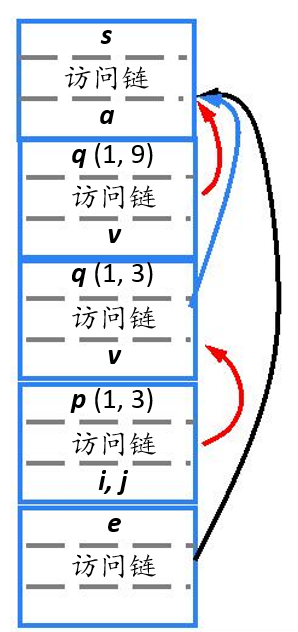 s
访问链
a
q (1, 9)
访问链
v
q (1, 3)
访问链
v
p (1, 3)
访问链
i, j
e
访问链